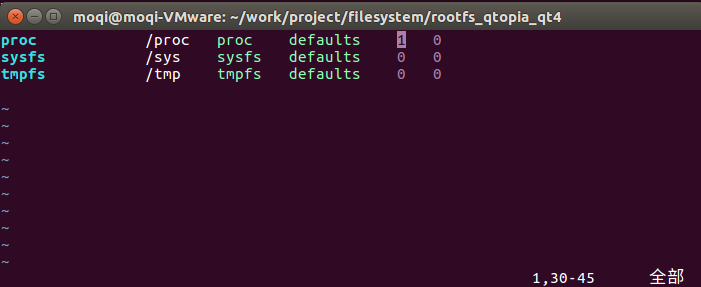 moqi@moqi-VMware: ~/work/project/filesystem/rootfs_qtopia_qt4
proc /proc proc defaults 1 0
sysfs /sys sysfs defaults 0 0
tmpfs /tmp tmpfs defaults 0 0
~
~
~
~
~
~
~
~
~
~
1,30-45 全部